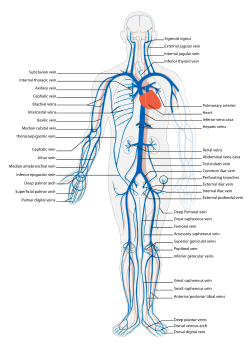 Sigmoid signus
External jugular vein
Internal jugular vein
Inferior thyroid vein
Subclavian vein
Internal thoracic vein
Axillary vein
Cephalic vein
Brachial veins
Intercostal veins
Basilic vein
Median cubital vein
thoracoepigastric vein
Pulmonary arteries
Heart
Inferior vena cava
Hepatic veins
Cephalic vein
Ulnar vein
Median antebrachial vein
Inferior epigastric vein
Deep palmar arch
Superficial palmar arch
Palmar digital veins
Renal veins
Abdominal vena cava
Testicularis vein
Common iliac vein
Perforating branches
External iliac vein
Internal iliac vein
External pudendal vein
Deep Femoral vein
Great saphenous vein
Femoral vein
Accessory saphenous vein
Superior genicular veins
Popliteal vein
Inferior genicular veins
Great saphenous vein
Small saphenous vein
Anterior/posterior tibial veins
Deep plantar veins
Dorsal venous arch
Dorsal digital vein